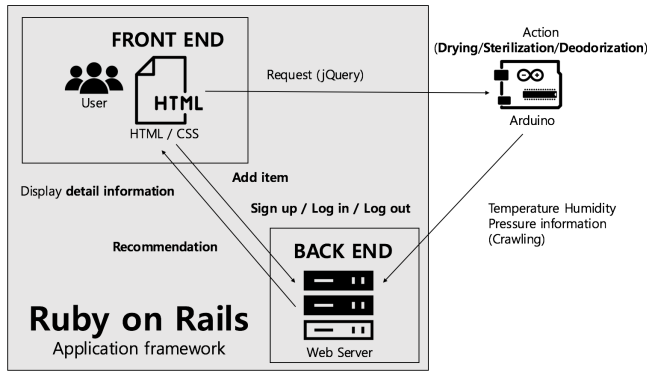 FRONT END
User
HTML
HTML / CSS
Request (jQuery)
Action
(Drying/Sterilization/Deodorization)
Arduino
Display detail information
Add item
Sign up / Log in / Log out
Recommendation
Temperature Humidity
Pressure information
(Crawling)
BACK END
Web Server
Ruby on Rails
Application framework